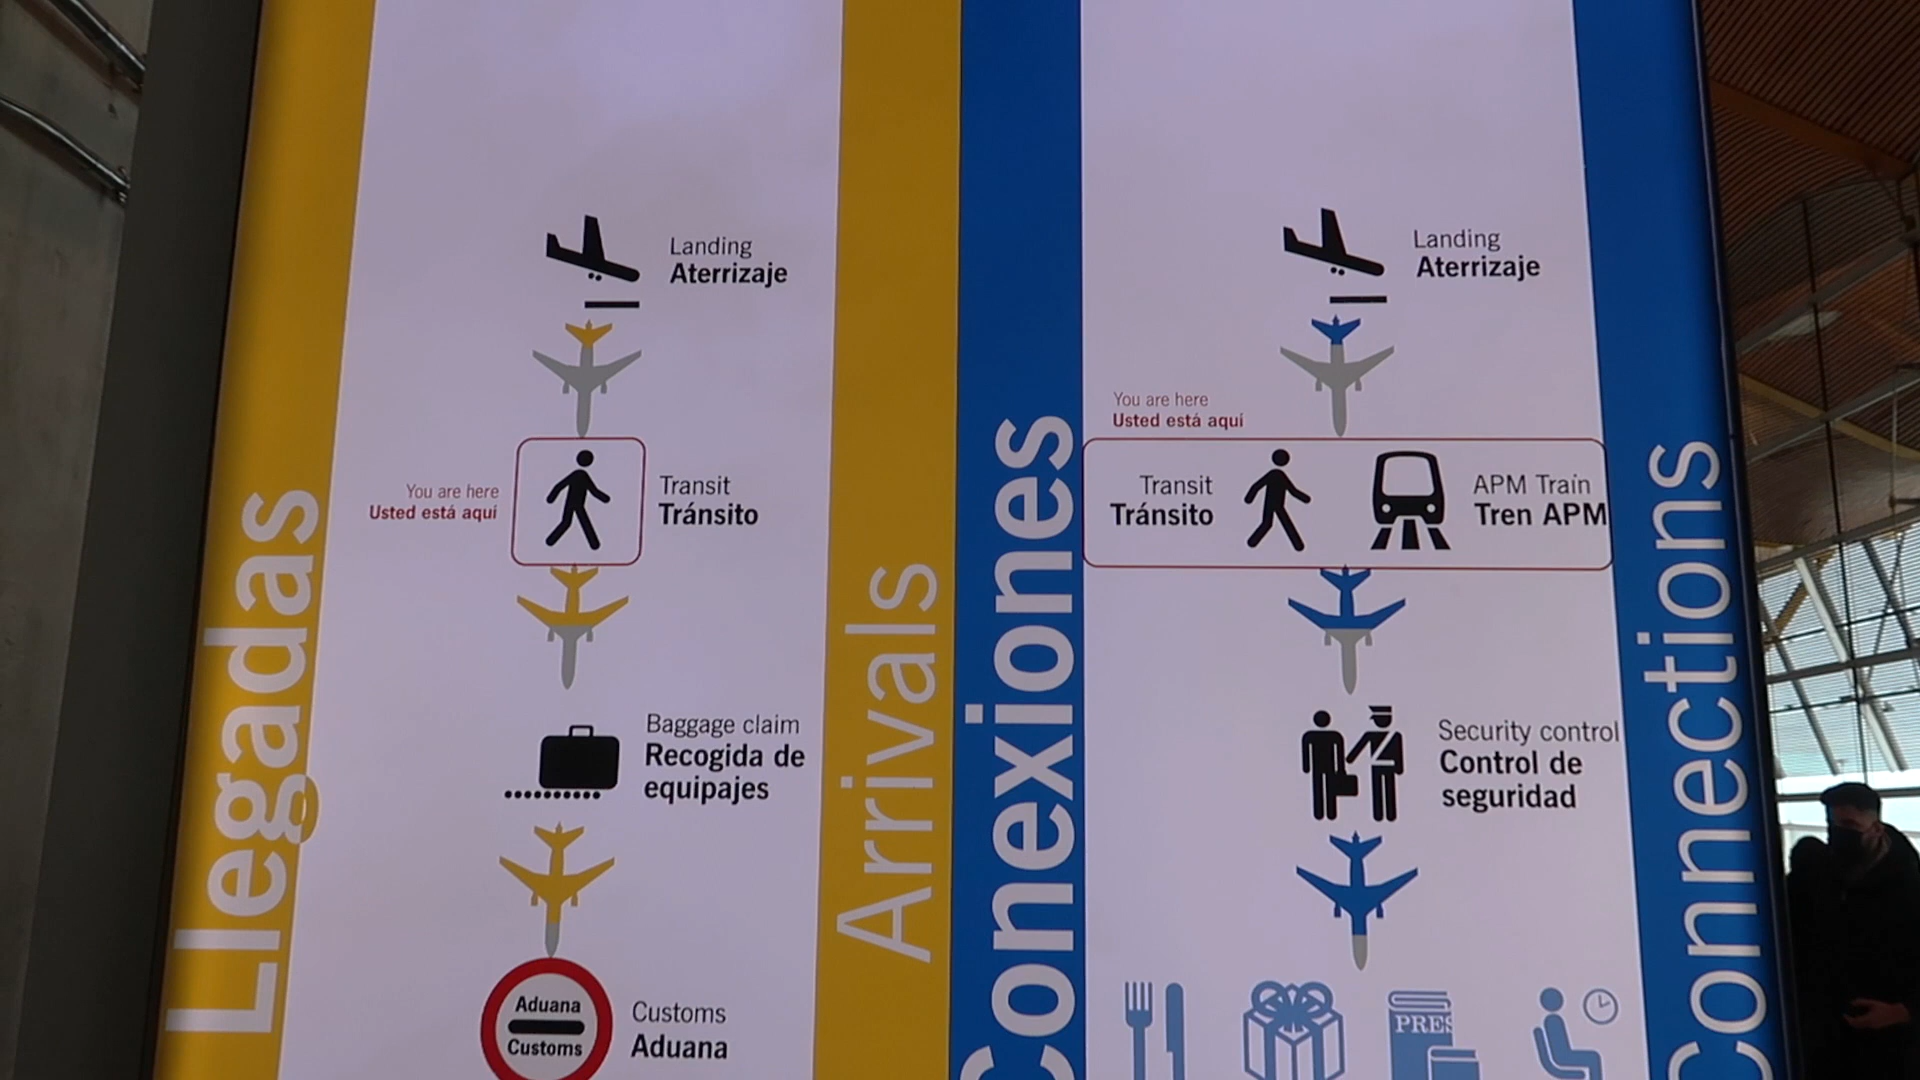 Llegadas
Landing
Aterrizaje
You are here
Usted está aquí
Transit
Tránsito
Baggage claim
Recogida de
equipajes
Aduana
Customs
Customs
Aduana
Arrivals
Conexiones
Landing
Aterrizaje
You are here
Usted está aquí
Transit
Tránsito
APM Train
Tren APM
Security control
Control de
seguridad
PRES
Connections